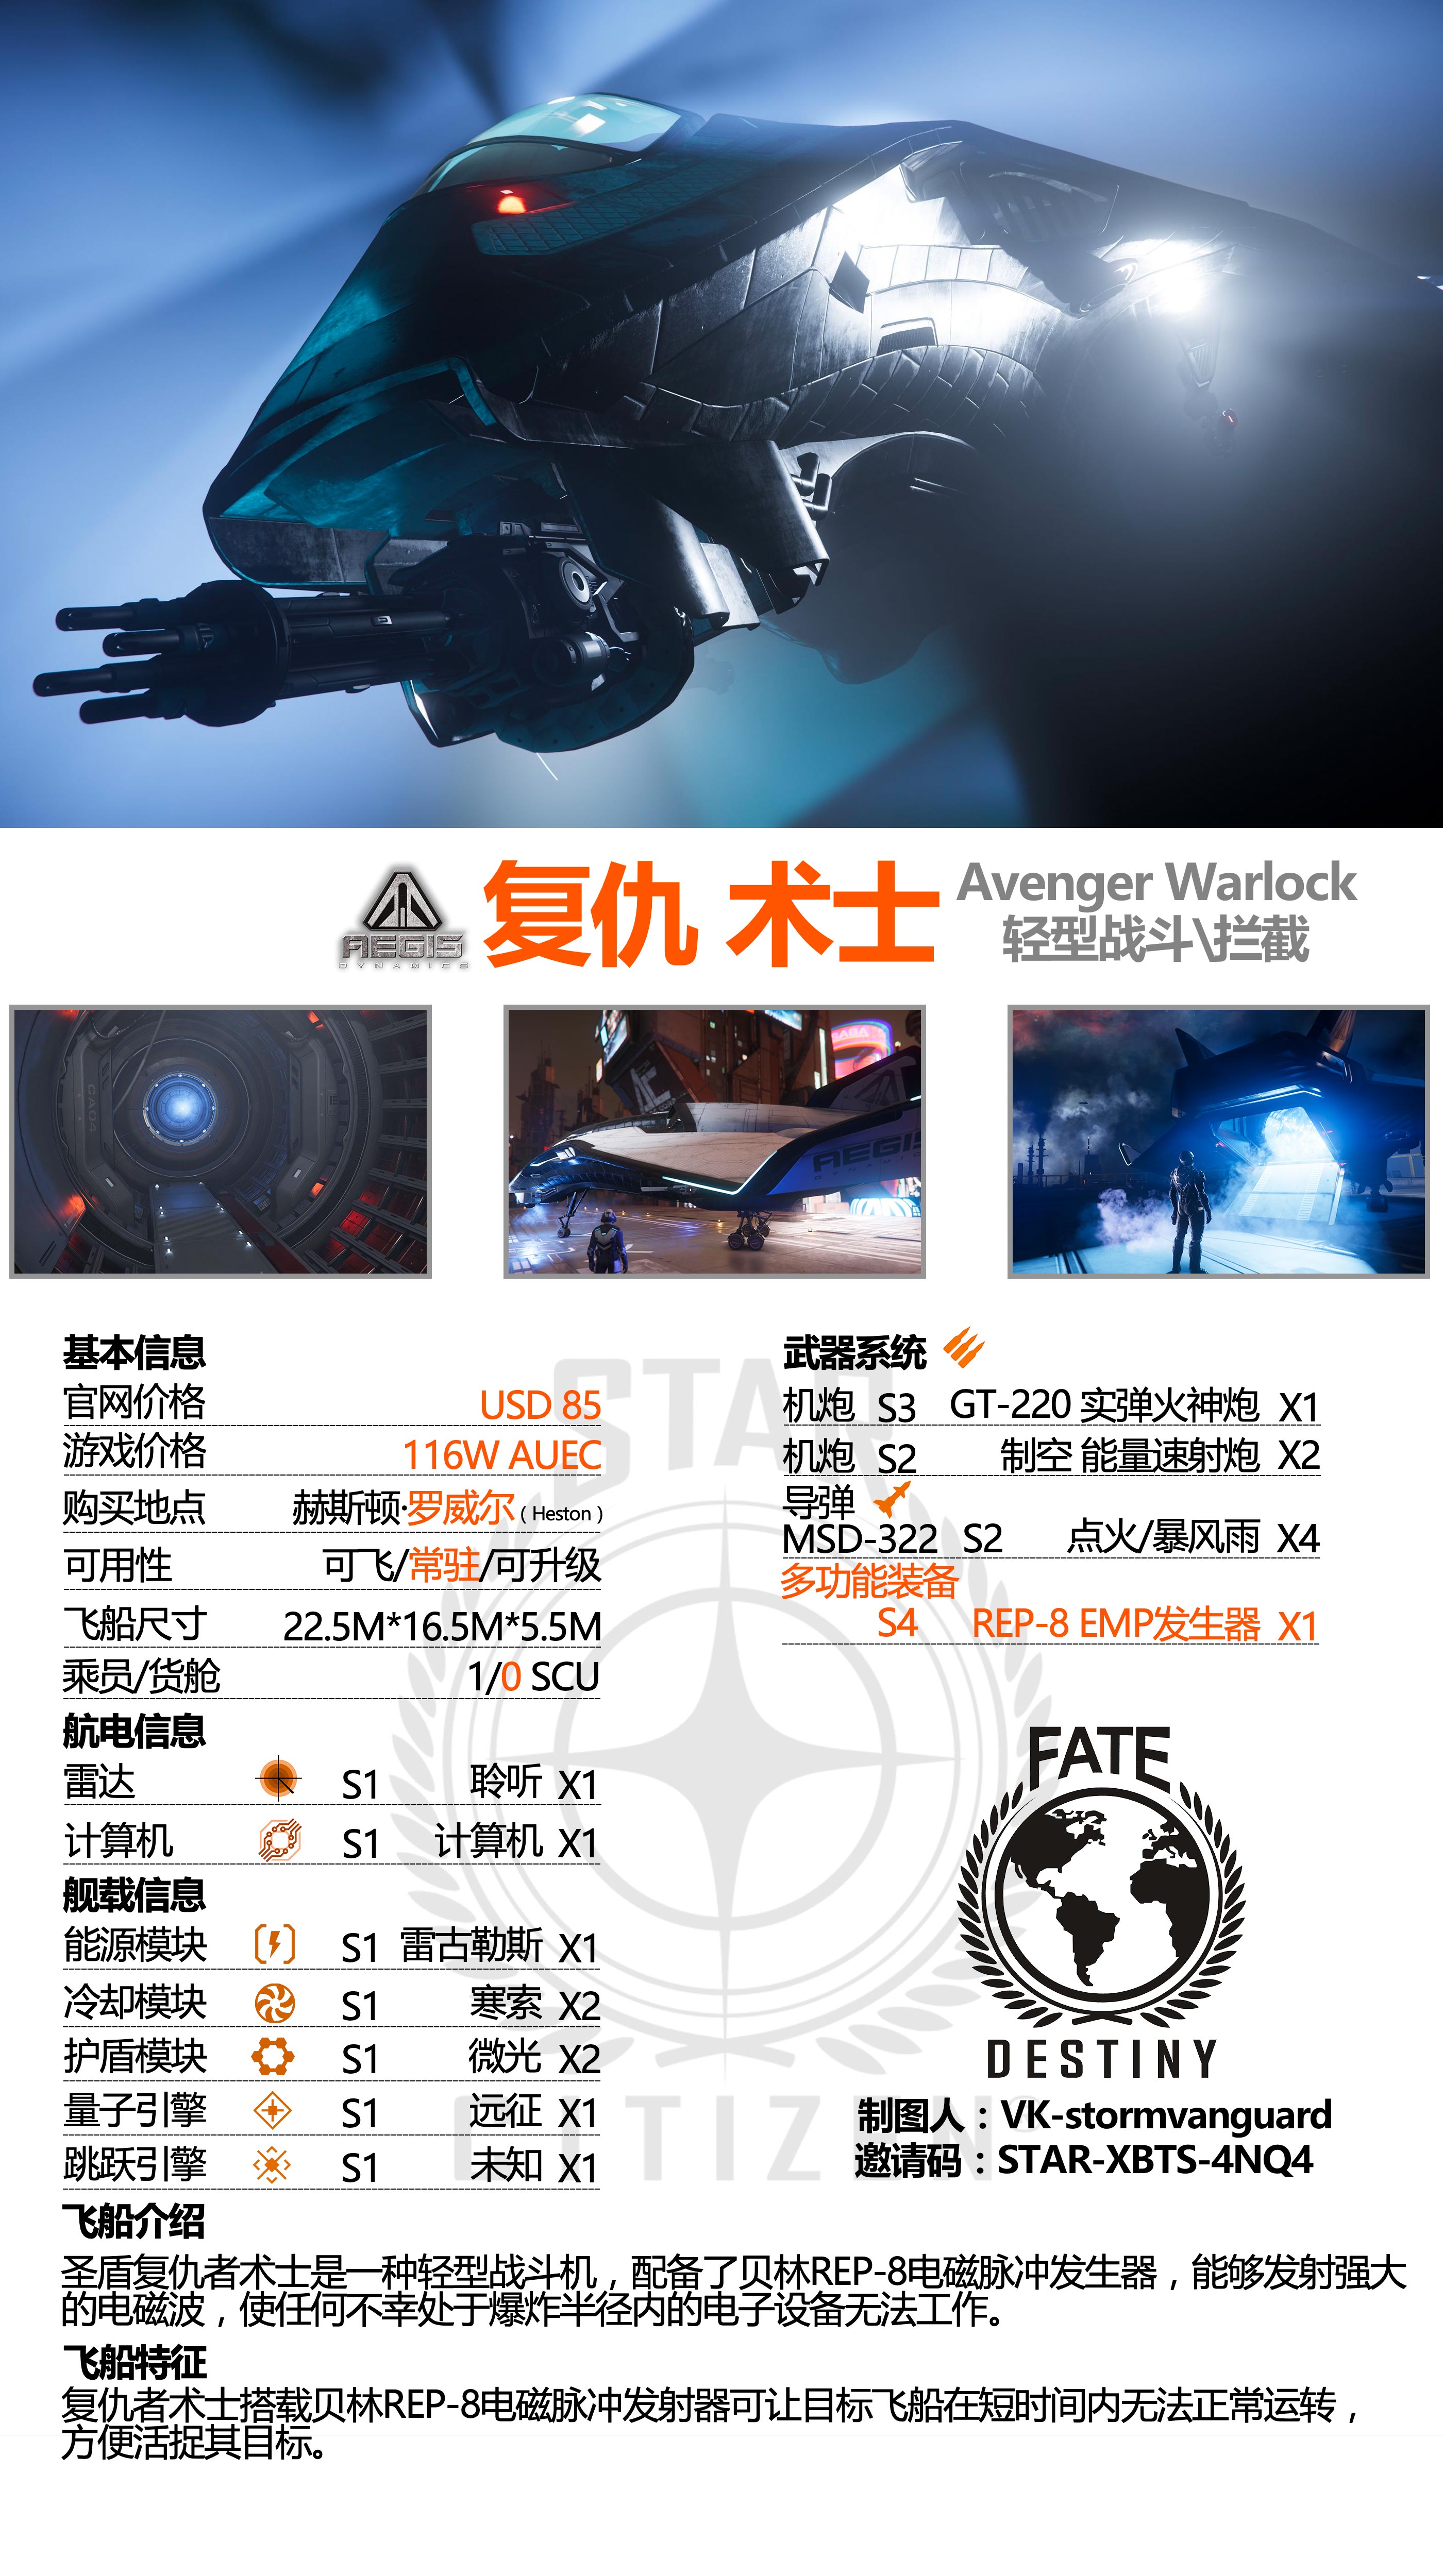 AEGIS
DYNAMICS
复仇 术士
Avenger Warlock
轻型战斗\拦截
AEGIS
基本信息
官网价格 USD 85
游戏价格 116W AUEC
购买地点 赫斯顿·罗威尔（Heston）
可用性 可飞/常驻/可升级
飞船尺寸 22.5M*16.5M*5.5M
乘员/货舱 1/0 SCU
航电信息
雷达 S1 聆听 X1
计算机 S1 计算机 X1
舰载信息
能源模块 S1 雷古勒斯 X1
冷却模块 S1 寒索 X2
护盾模块 S1 微光 X2
量子引擎 S1 远征 X1
跳跃引擎 S1 未知 X1
武器系统
机炮 S3 GT-220 实弹火神炮 X1
机炮 S2 制空 能量速射炮 X2
导弹
MSD-322 S2 点火/暴风雨 X4
多功能装备
S4 REP-8 EMP发生器 X1
STAR
CITIZEN
FATE
DESTINY
制图人：VK-stormvanguard
邀请码：STAR-XBTS-4NQ4
飞船介绍
圣盾复仇者术士是一种轻型战斗机，配备了贝林REP-8电磁脉冲发生器，能够发射强大
的电磁波，使任何不幸处于爆炸半径内的电子设备无法工作。
飞船特征
复仇者术士搭载贝林REP-8电磁脉冲发射器可让目标飞船在短时间内无法正常运转，
方便活捉其目标。